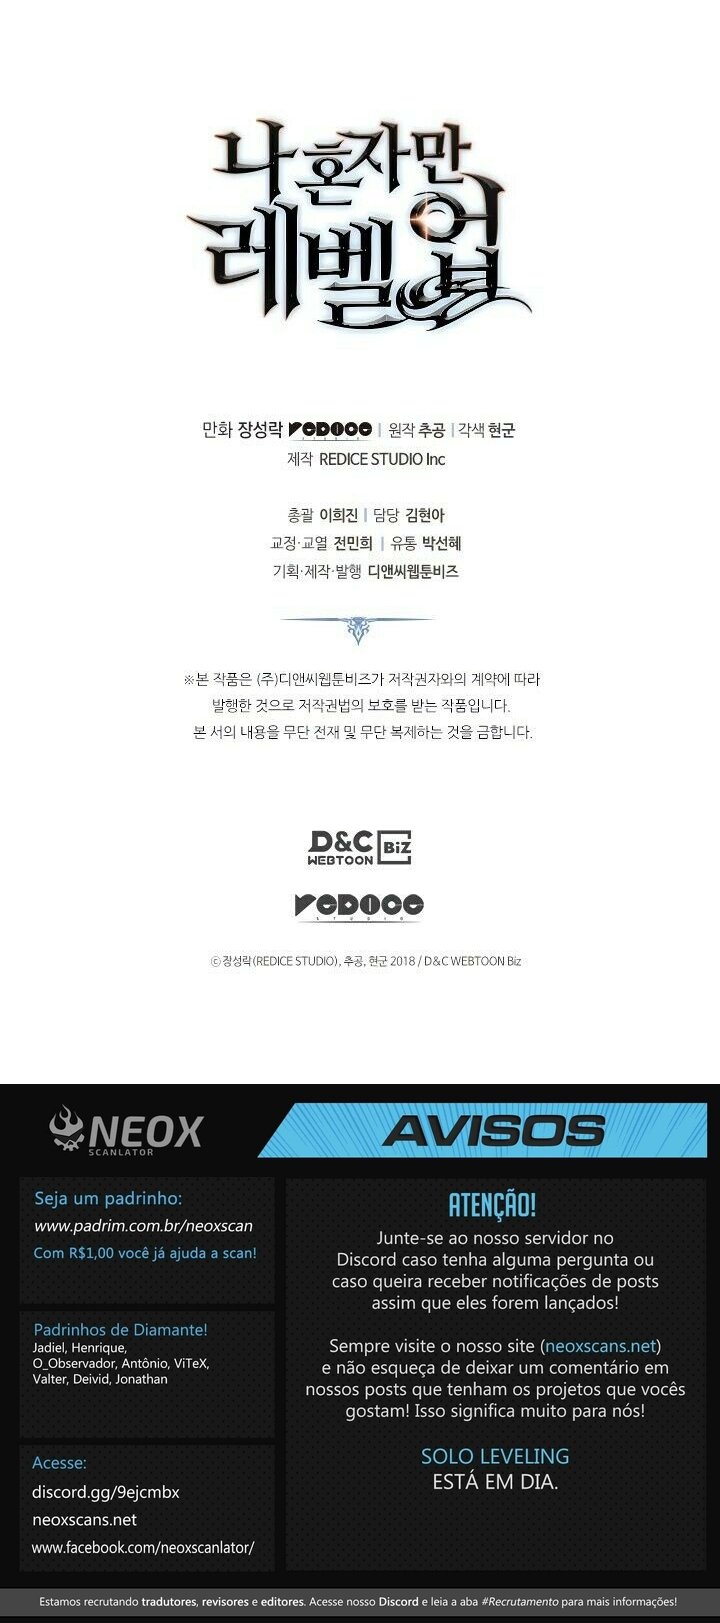 나 혼자만
레벨업
만화 장성락 REDICE STUDIO | 원작 추공 | 각색 현군
제작 REDICE STUDIO Inc
총괄 이희진 | 담당 김현아
교정·교열 전민희 | 유통 박선혜
기획·제작·발행 디앤씨웹툰비즈
※본 작품은 (주)디앤씨웹툰비즈가 저작권자와의 계약에 따라
발행한 것으로 저작권법의 보호를 받는 작품입니다.
본 서의 내용을 무단 전재 및 무단 복제하는 것을 금합니다.
D&C
WEBTOON BiZ
REDICE
STUDIO
ⓒ장성락(REDICE STUDIO), 추공, 현군 2018 / D&C WEBTOON Biz
NEOX
SCANLATOR
AVISOS
Seja um padrinho:
www.padrim.com.br/neoxscan
Com R$1,00 você já ajuda a scan!
Padrinhos de Diamante!
Jadiel, Henrique,
O_Observador, Antônio, ViTeX,
Valter, Deivid, Jonathan
Acesse:
discord.gg/9ejcmbx
neoxscans.net
www.facebook.com/neoxscanlator/
ATENÇÃO!
Junte-se ao nosso servidor no
Discord caso tenha alguma pergunta ou
caso queira receber notificações de posts
assim que eles forem lançados!
Sempre visite o nosso site (neoxscans.net)
e não esqueça de deixar um comentário em
nossos posts que tenham os projetos que vocês
gostam! Isso significa muito para nós!
SOLO LEVELING
ESTÁ EM DIA.
Estamos recrutando tradutores, revisores e editores. Acesse nosso Discord e leia a aba #Recrutamento para mais informações!